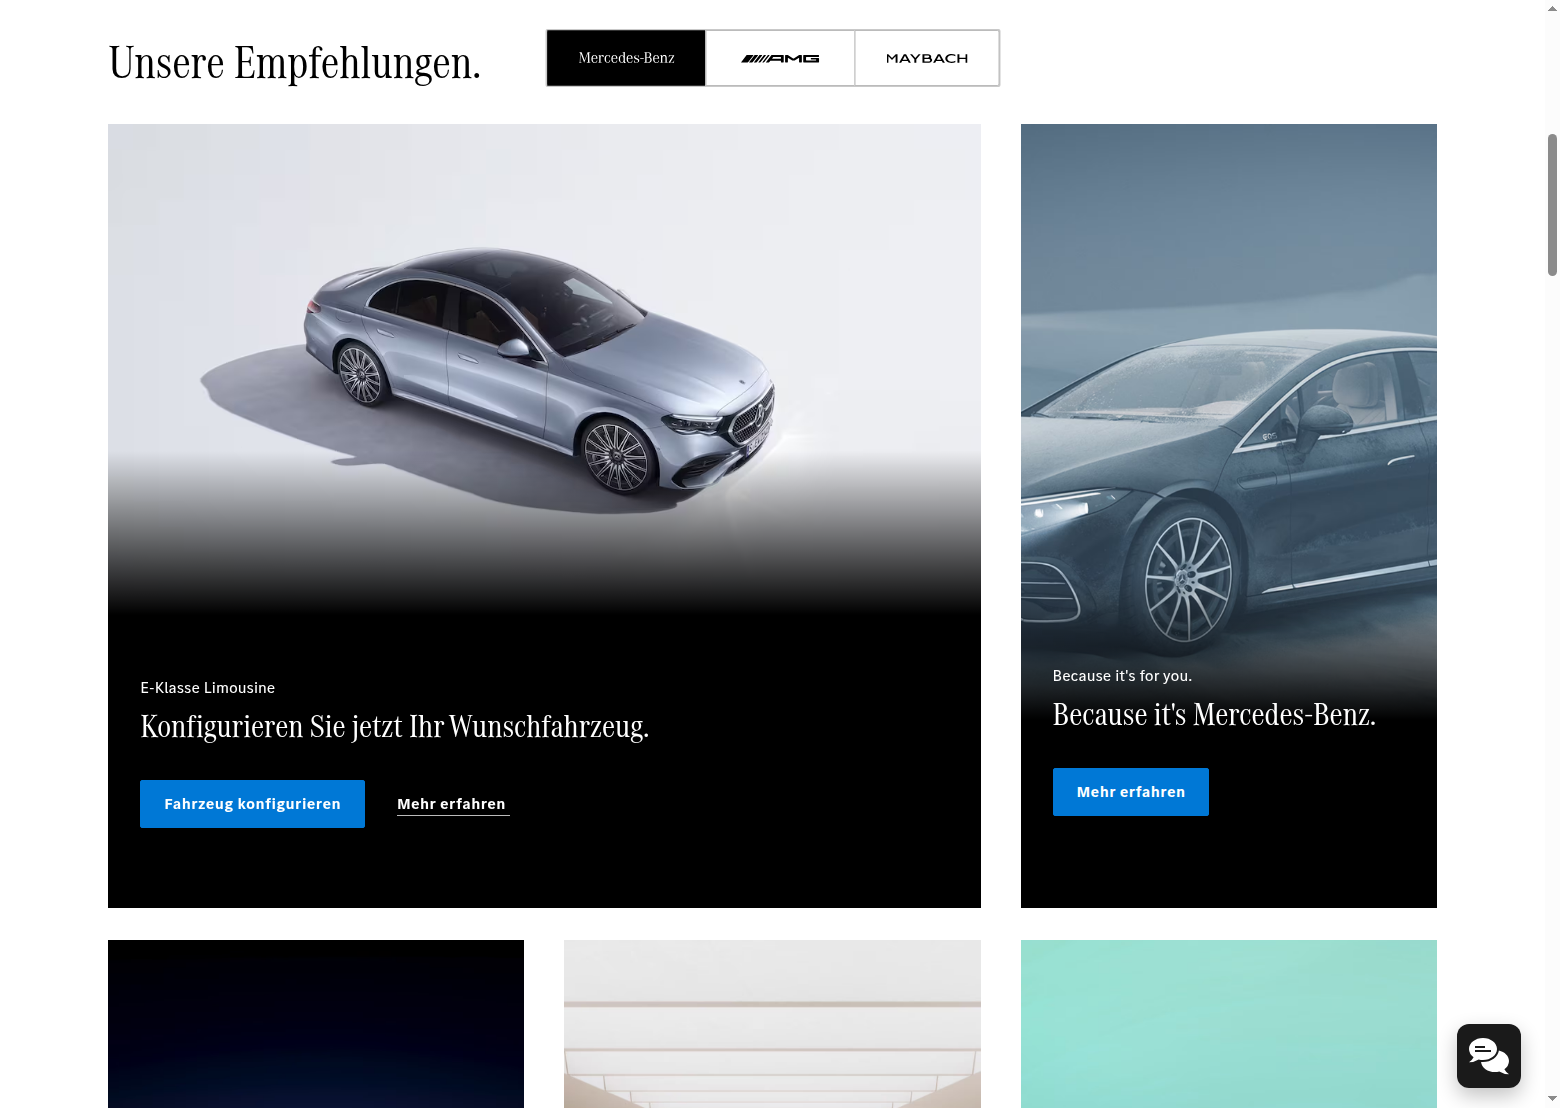 Unsere Empfehlungen.
Mercedes-Benz
AMG
MAYBACH
E-Klasse Limousine
Konfigurieren Sie jetzt Ihr Wunschfahrzeug.
Fahrzeug konfigurieren
Mehr erfahren
Because it's for you.
Because it's Mercedes-Benz.
Mehr erfahren